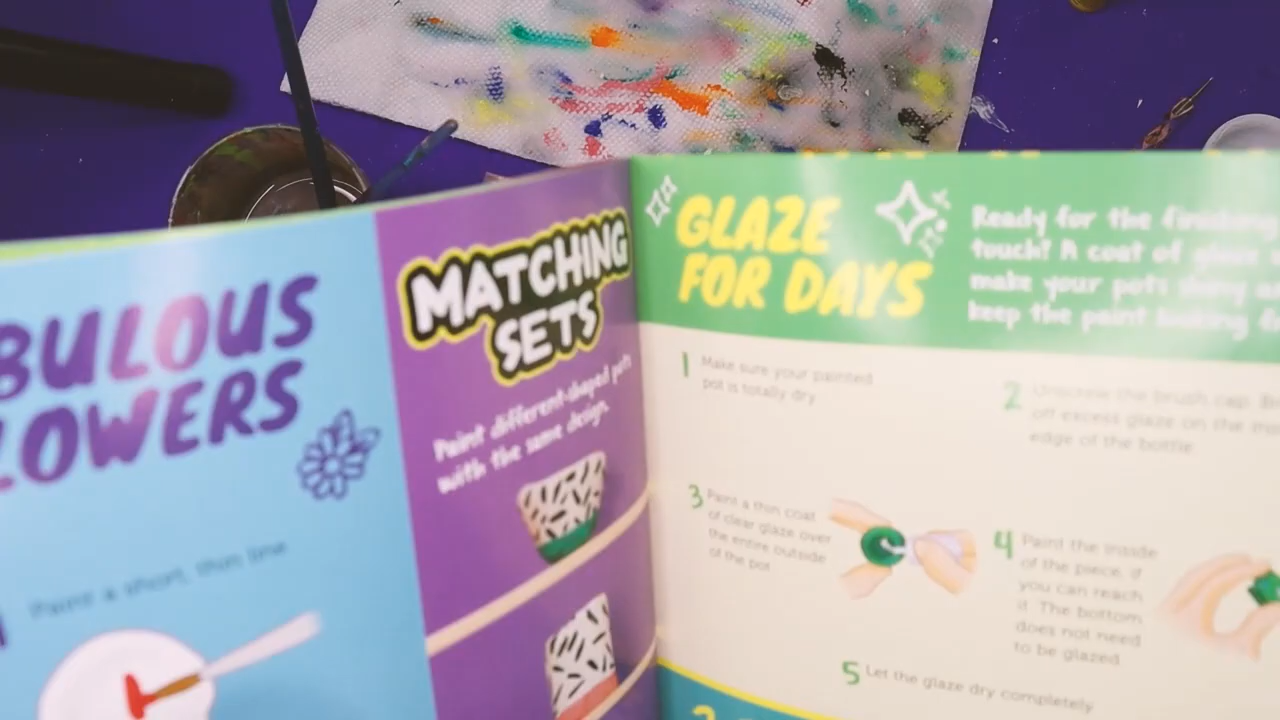 BULOUS
LOWERS
Paint a short, thin line
MATCHING
SETS
Paint different-shaped pots
with the same design.
GLAZE
FOR DAYS
Ready for the finishing
touch? A coat of glaze
make your pots shiny
keep the paint looking
1 Make sure your painted
pot is totally dry
2 Unscrew the brush cap.
off excess glaze on the
edge of the bottle
3 Paint a thin coat
of clear glaze over
the entire outside
of the pot
4 Paint the inside
of the piece, if
you can reach
it. The bottom
does not need
to be glazed
5 Let the glaze dry completely